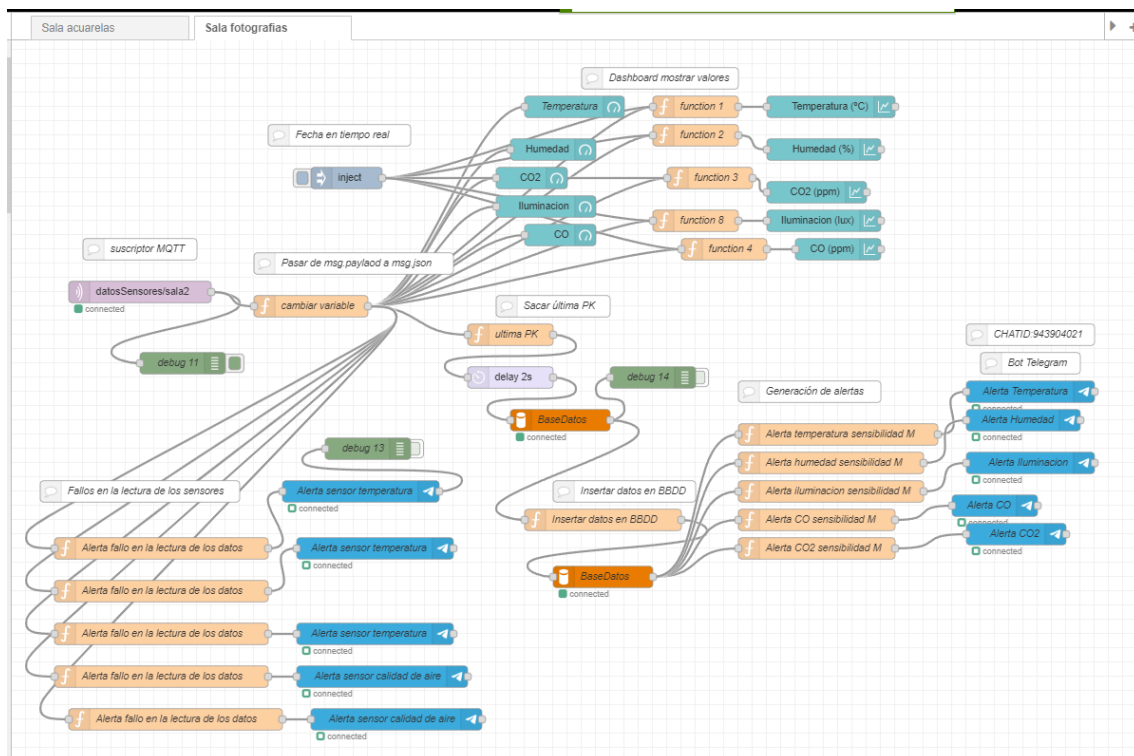 Sala acuarelas
Sala fotografias
Dashboard mostrar valores
Temperatura
function 1
Temperatura (ºC)
Fecha en tiempo real
function 2
Humedad
Humedad (%)
inject
CO2
function 3
CO2 (ppm)
Iluminacion
function 8
Iluminacion (lux)
CO
function 4
CO (ppm)
suscriptor MQTT
Pasar de msg.paylaod a msg.json
datosSensores/sala2
connected
cambiar variable
Sacar última PK
ultima PK
CHATID:943904021
debug 11
delay 2s
debug 14
Bot Telegram
Generación de alertas
Alerta Temperatura
connected
BaseDatos
connected
Alerta Humedad
connected
Alerta temperatura sensibilidad M
debug 13
Alerta humedad sensibilidad M
Alerta Iluminacion
connected
Fallos en la lectura de los sensores
Alerta sensor temperatura
connected
Insertar datos en BBDD
Alerta iluminacion sensibilidad M
Alerta CO
connected
Insertar datos en BBDD
Alerta CO sensibilidad M
Alerta CO2
connected
Alerta fallo en la lectura de los datos
Alerta sensor temperatura
connected
Alerta CO2 sensibilidad M
BaseDatos
connected
Alerta fallo en la lectura de los datos
Alerta fallo en la lectura de los datos
Alerta sensor temperatura
connected
Alerta fallo en la lectura de los datos
Alerta sensor calidad de aire
connected
Alerta fallo en la lectura de los datos
Alerta sensor calidad de aire
connected